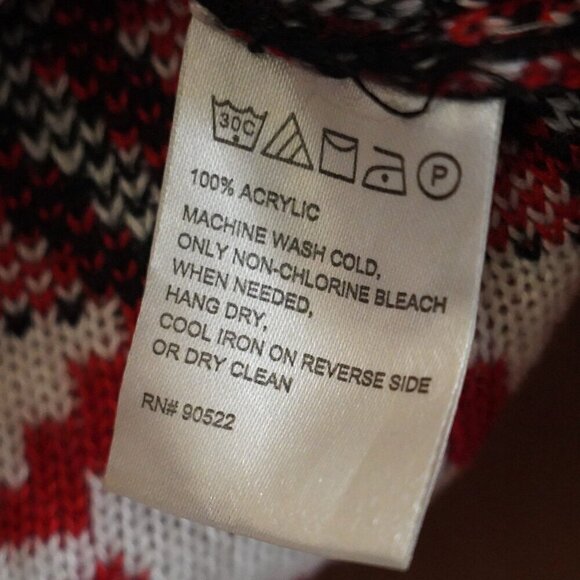 30C P
100% ACRYLIC
MACHINE WASH COLD,
ONLY NON-CHLORINE BLEACH
WHEN NEEDED,
HANG DRY,
COOL IRON ON REVERSE SIDE
OR DRY CLEAN
RN# 90522